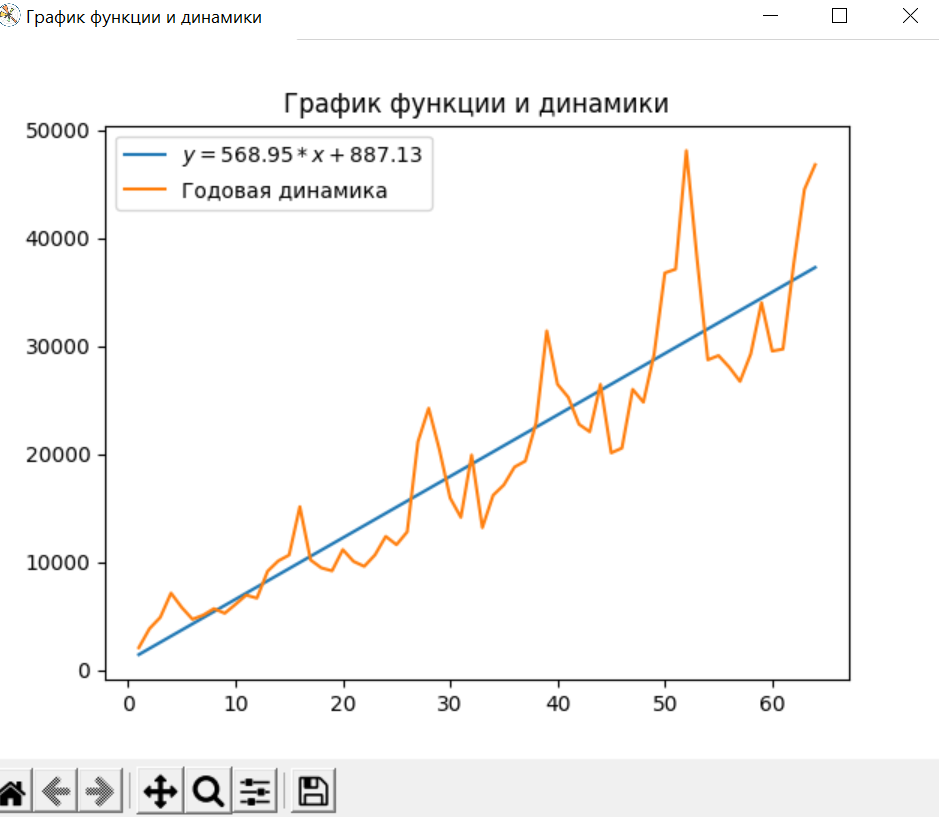 График функции и динамики
График функции и динамики
y = 568.95 * x + 887.13
Годовая динамика
50000
40000
30000
20000
10000
0
0 10 20 30 40 50 60